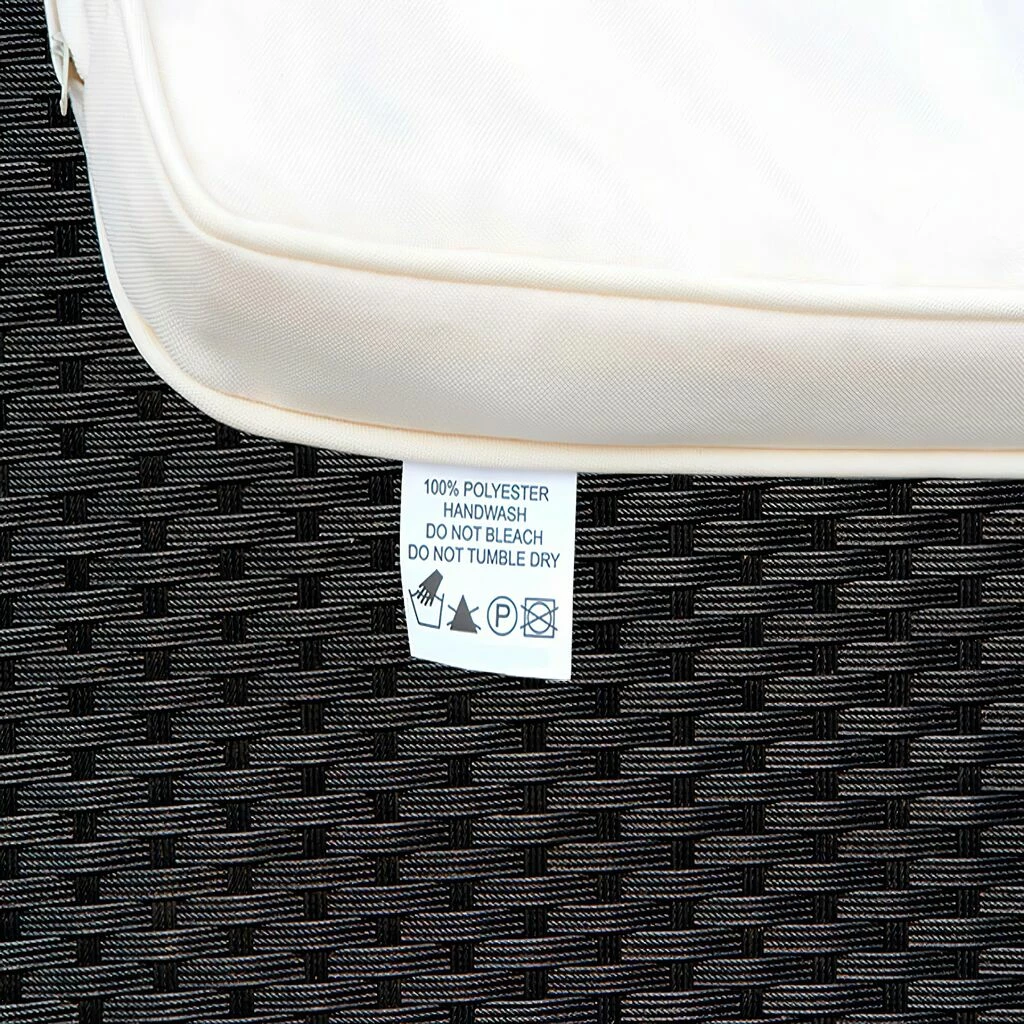 100% POLYESTER
HANDWASH
DO NOT BLEACH
DO NOT TUMBLE DRY
P